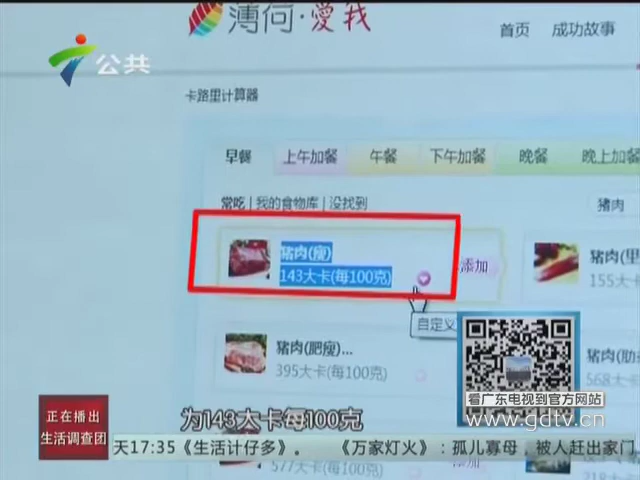 薄荷·愛我
首页 成功故事
公共
卡路里计算器
早餐 上午加餐 午餐 下午加餐 晚餐 晚上加餐
常吃 | 我的食物库 | 没找到
猪肉
猪肉(瘦)
143大卡(每100克)
添加
猪肉(里
155大
自定义
猪肉(肥瘦)...
395大卡(每100克)
猪肉(肋
568大
看广东电视到官方网站
www.gdtv.cn
正在播出
生活调查团
为143大卡每100克
天17:35《生活计仔多》。 《万家灯火》：孤儿寡母，被人赶出家门
577大卡(每100克)